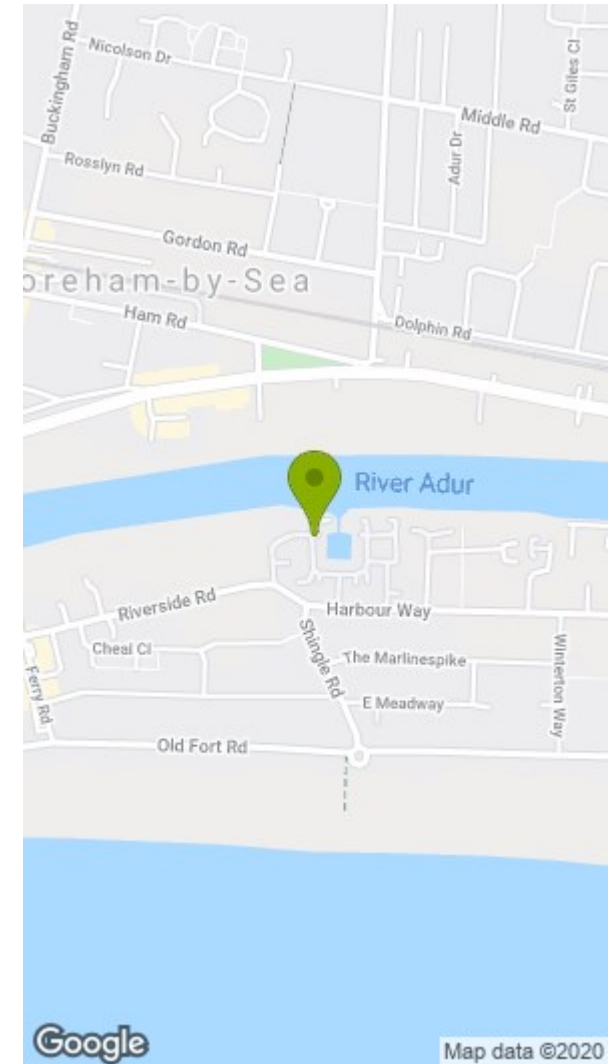 Buckingham Rd
Nicolson Dr
St Giles Cl
Middle Rd
Adur Dr
Rosslyn Rd
Gordon Rd
oreham-by-Sea
Ham Rd
Dolphin Rd
River Adur
Riverside Rd
Harbour Way
Cheal Cl
Shingle Rd
The Marlinespike
Winterton Way
Ferry Rd
E Meadway
Old Fort Rd
Google
Map data ©2020